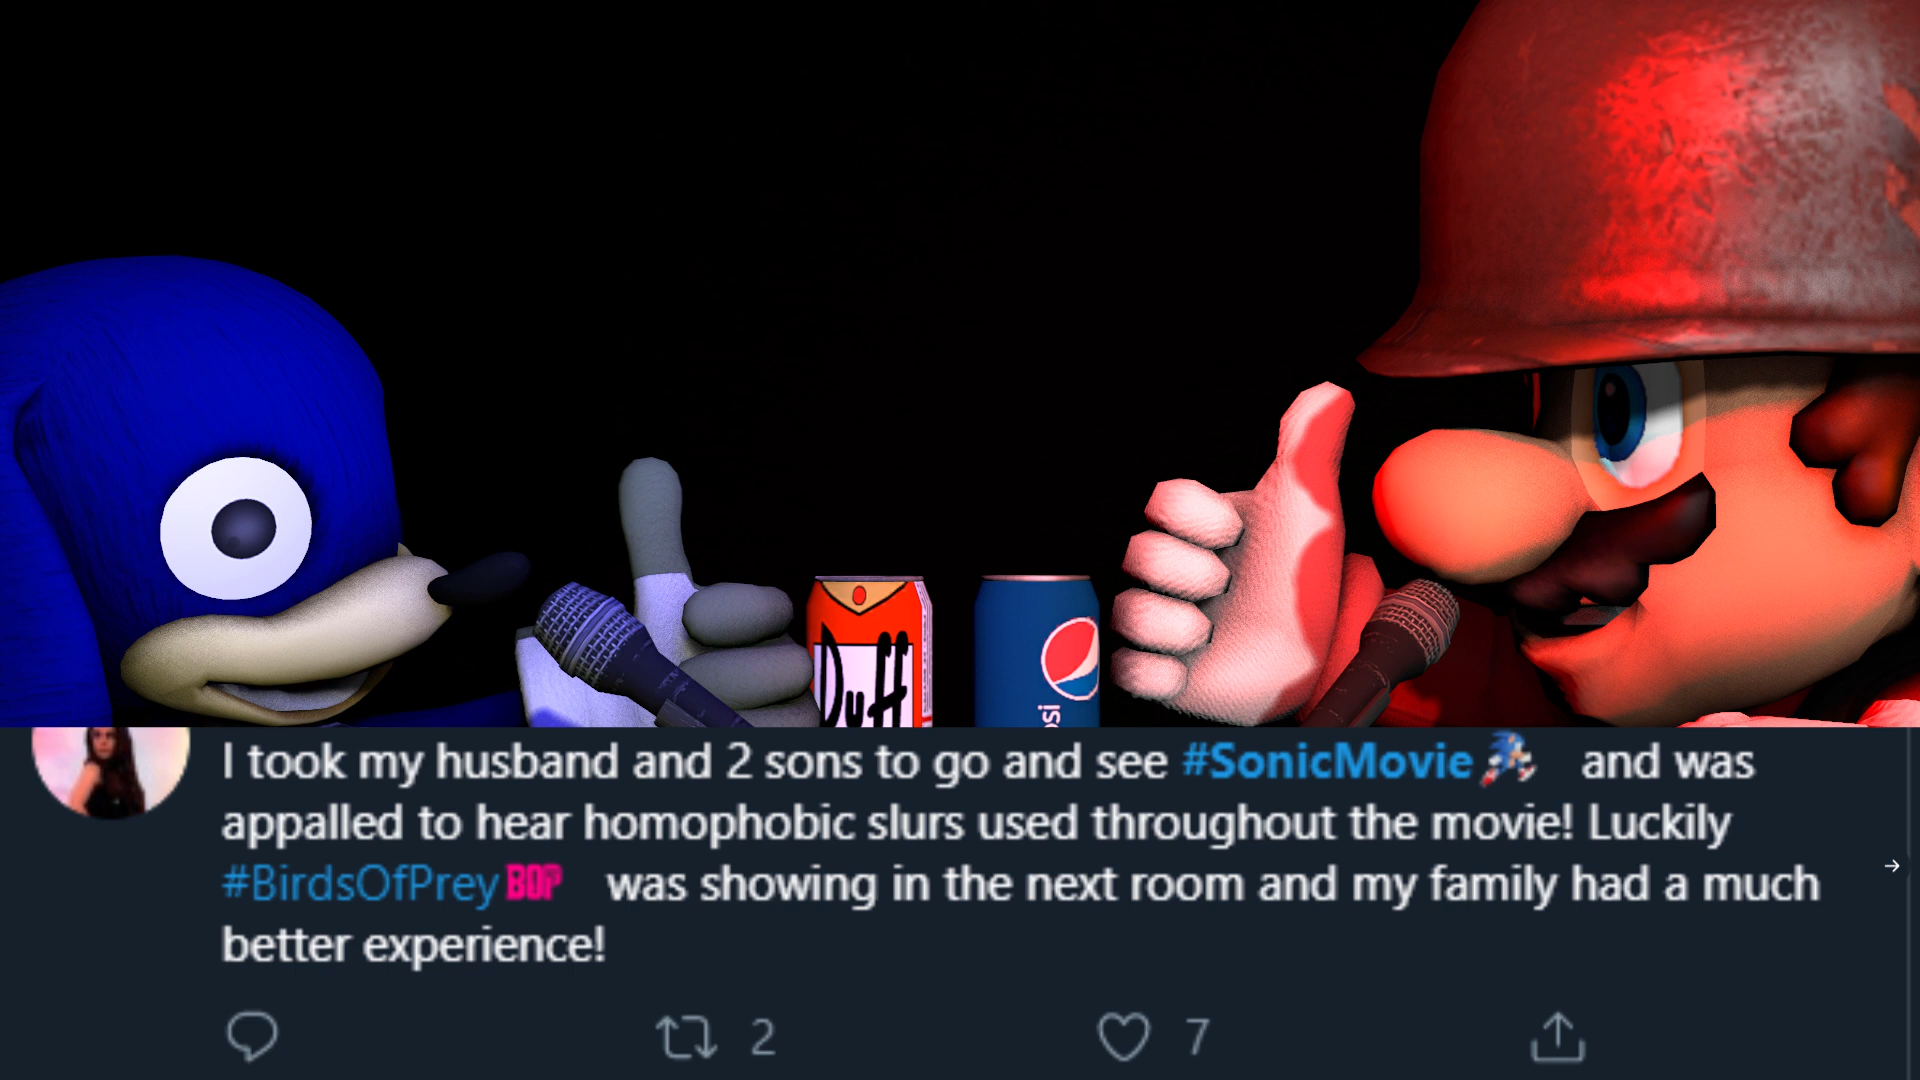 Duff
psi
I took my husband and 2 sons to go and see #SonicMovie and was
appalled to hear homophobic slurs used throughout the movie! Luckily
#BirdsOfPrey BOP was showing in the next room and my family had a much
better experience!
2 7